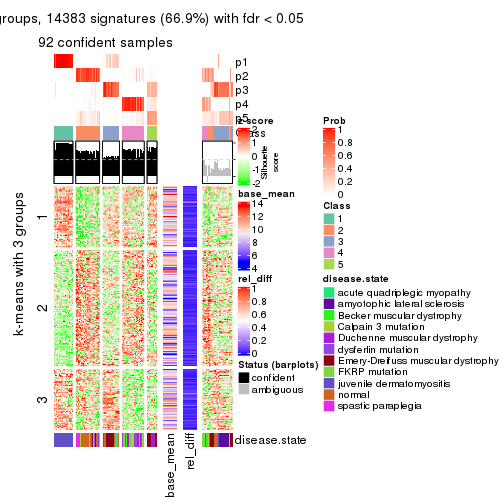 groups, 14383 signatures (66.9%) with fdr < 0.05
92 confident samples
p1
p2
p3
p4
p5
z-score
2
1
0
-1
-2
Silhouette
score
base_mean
14
12
10
8
6
4
rel_diff
1
0.8
0.6
0.4
0.2
0
Status (barplots)
confident
ambiguous
Prob
1
0.8
0.6
0.4
0.2
0
Class
1
2
3
4
5
disease.state
acute quadriplegic myopathy
amyotophic lateral sclerosis
Becker muscular dystrophy
Calpain 3 mutation
Duchenne muscular dystrophy
dysferlin mutation
Emery-Dreifuss muscular dystrophy
FKRP mutation
juvenile dermatomyositis
normal
spastic paraplegia
k-means with 3 groups
1
2
3
disease.state
base_mean
rel_diff